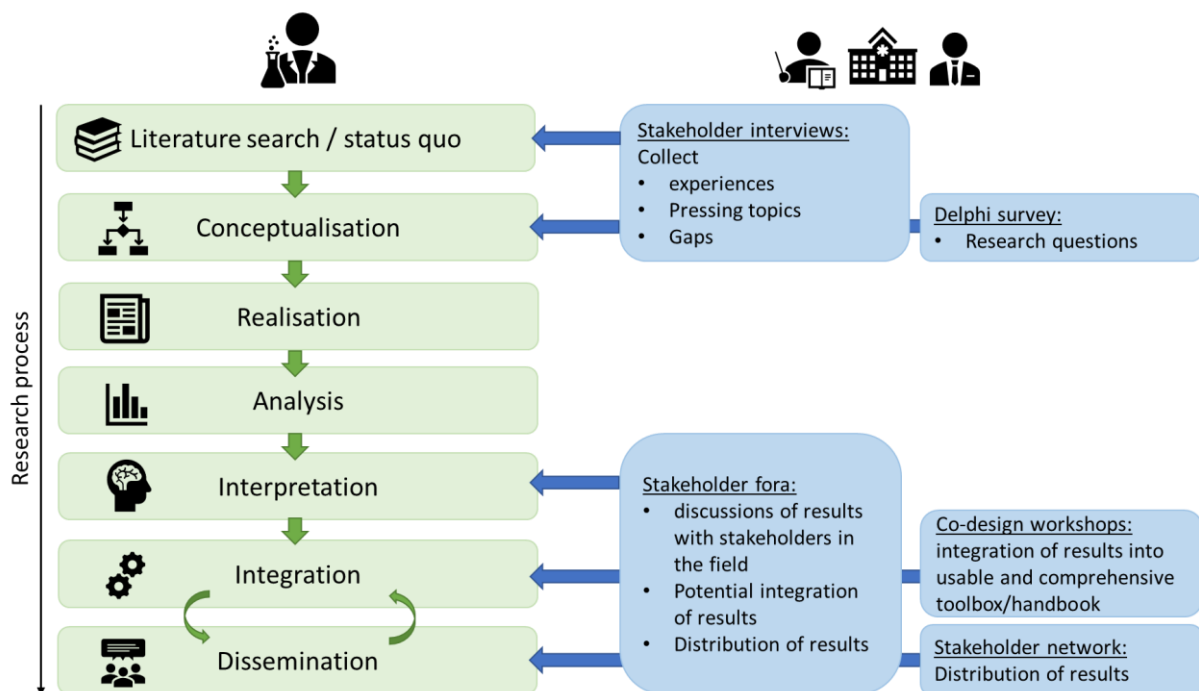 Research process
Literature search / status quo
Conceptualisation
Realisation
Analysis
Interpretation
Integration
Dissemination
Stakeholder interviews:
Collect
• experiences
• Pressing topics
• Gaps
Delphi survey:
• Research questions
Stakeholder fora:
• discussions of results
with stakeholders in
the field
• Potential integration
of results
• Distribution of results
Co-design workshops:
integration of results into
usable and comprehensive
toolbox/handbook
Stakeholder network:
Distribution of results